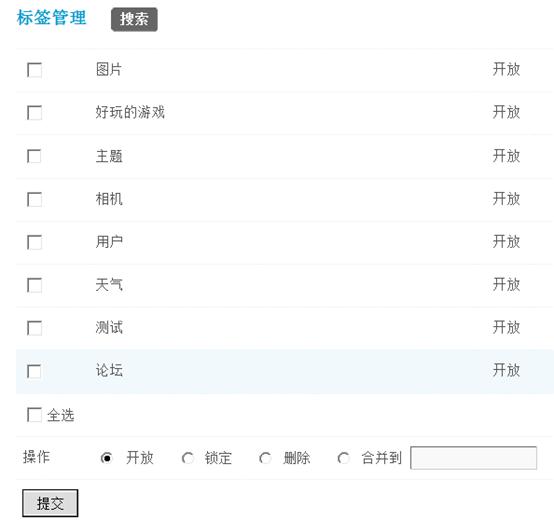 标签管理 搜索
图片 开放
好玩的游戏 开放
主题 开放
相机 开放
用户 开放
天气 开放
测试 开放
论坛 开放
全选
操作 开放 锁定 删除 合并到
提交